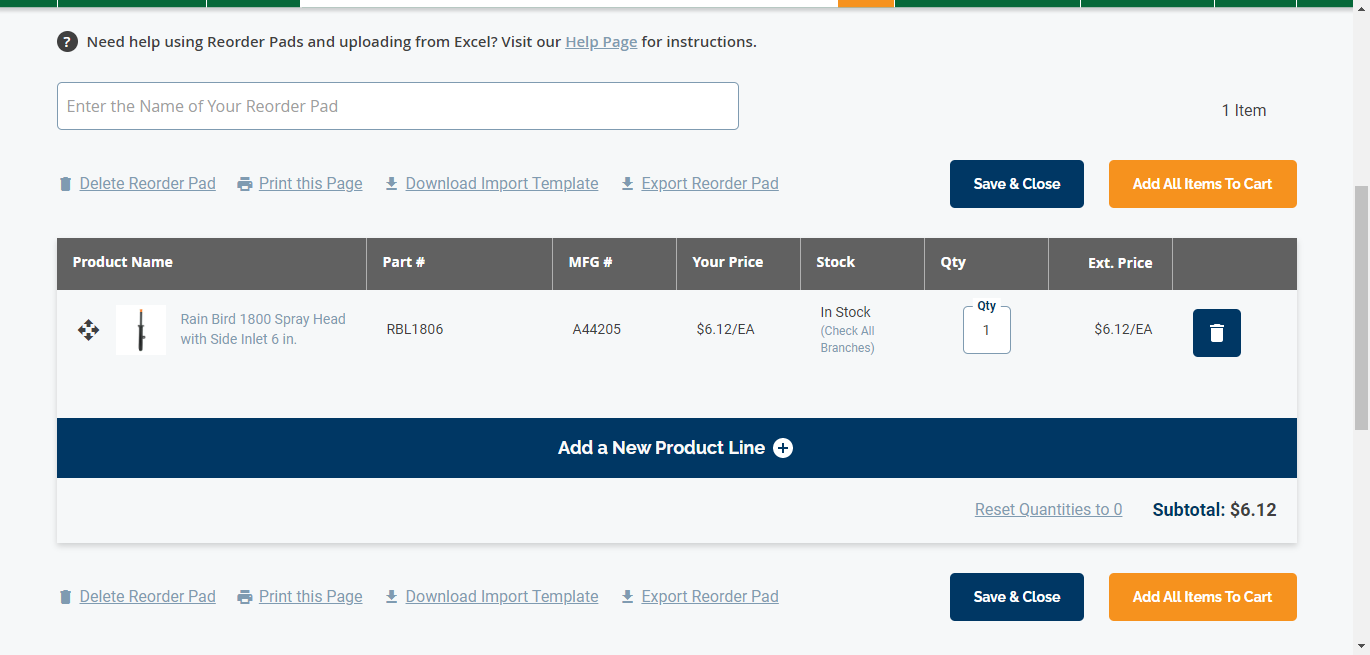 ? Need help using Reorder Pads and uploading from Excel? Visit our Help Page for instructions.
Enter the Name of Your Reorder Pad
1 Item
Delete Reorder Pad Print this Page Download Import Template Export Reorder Pad Save & Close Add All Items To Cart
Product Name Part # MFG # Your Price Stock Qty Ext. Price
Rain Bird 1800 Spray Head
with Side Inlet 6 in.
RBL1806
A44205
$6.12/EA
In Stock
(Check All
Branches)
Qty
1
$6.12/EA
Add a New Product Line
Reset Quantities to 0 Subtotal: $6.12
Delete Reorder Pad Print this Page Download Import Template Export Reorder Pad Save & Close Add All Items To Cart